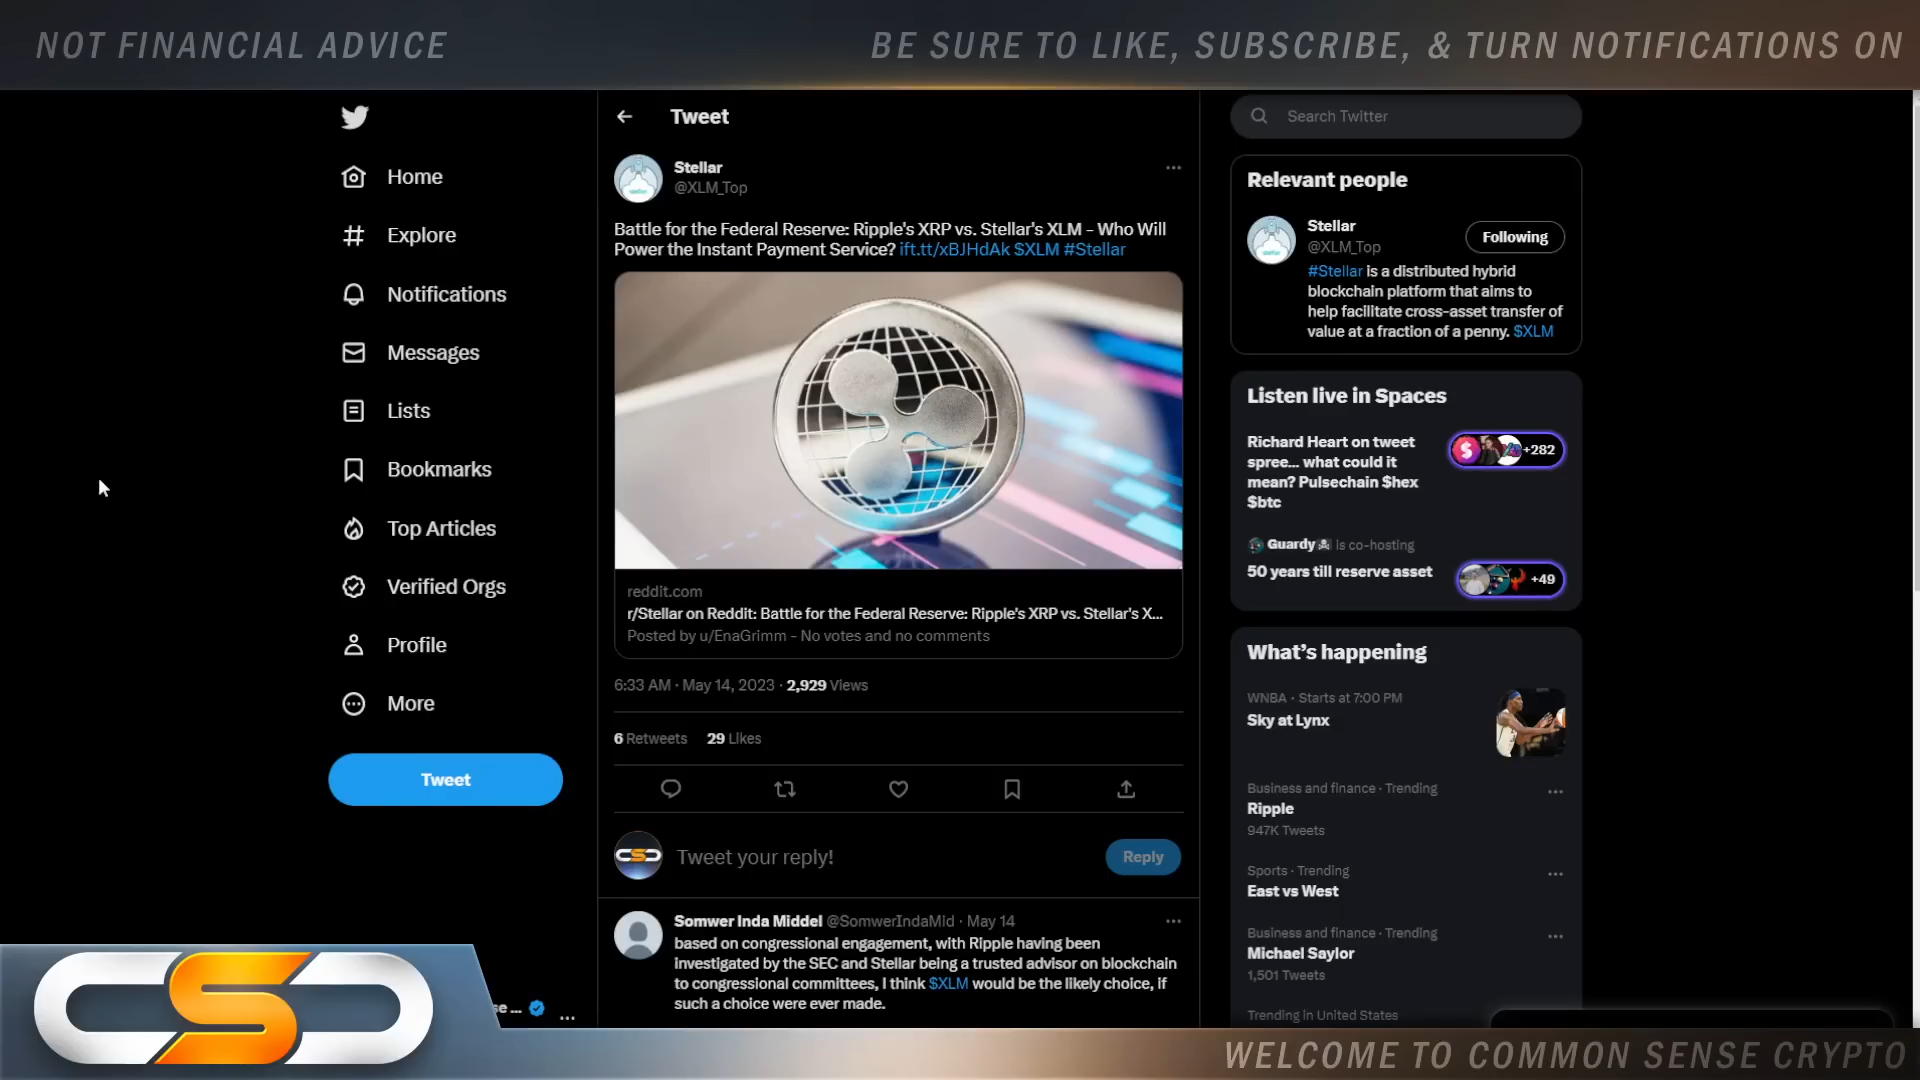 NOT FINANCIAL ADVICE
BE SURE TO LIKE, SUBSCRIBE, & TURN NOTIFICATIONS ON
Home
Explore
Notifications
Messages
Lists
Bookmarks
Top Articles
Verified Orgs
Profile
More
Tweet
se ...
Tweet
Stellar
@XLM_Top
Battle for the Federal Reserve: Ripple's XRP vs. Stellar's XLM - Who Will
Power the Instant Payment Service? ift.tt/xBJHdAk $XLM #Stellar
reddit.com
r/Stellar on Reddit: Battle for the Federal Reserve: Ripple's XRP vs. Stellar's X...
Posted by u/EnaGrimm - No votes and no comments
6:33 AM · May 14, 2023 · 2,929 Views
6 Retweets 29 Likes
CSC
Tweet your reply!
Reply
Somwer Inda Middel @SomwerIndaMid · May 14
based on congressional engagement, with Ripple having been
investigated by the SEC and Stellar being a trusted advisor on blockchain
to congressional committees, I think $XLM would be the likely choice, if
such a choice were ever made.
Search Twitter
Relevant people
Stellar
@XLM_Top
Following
#Stellar is a distributed hybrid
blockchain platform that aims to
help facilitate cross-asset transfer of
value at a fraction of a penny. $XLM
Listen live in Spaces
Richard Heart on tweet
spree... what could it
mean? Pulsechain $hex
$btc
+282
Guardy is co-hosting
50 years till reserve asset
+49
What's happening
WNBA · Starts at 7:00 PM
Sky at Lynx
Business and finance · Trending
Ripple
947K Tweets
Sports · Trending
East vs West
Business and finance · Trending
Michael Saylor
1,501 Tweets
Trending in United States
CSC
WELCOME TO COMMON SENSE CRYPTO